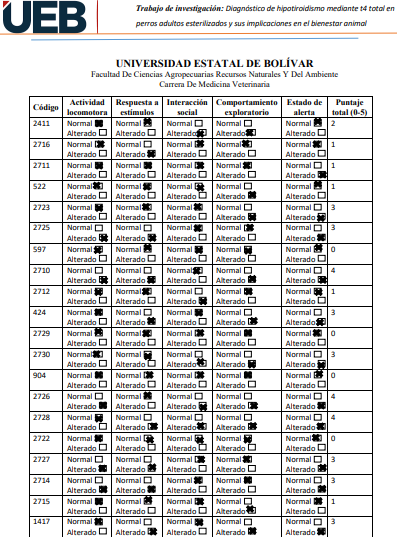 UEB
Trabajo de investigación: Diagnóstico de hipotiroidismo mediante t4 total en
perros adultos esterilizados y sus implicaciones en el bienestar animal
UNIVERSIDAD ESTATAL DE BOLÍVAR
Facultad De Ciencias Agropecuarias Recursos Naturales Y Del Ambiente
Carrera De Medicina Veterinaria
Código Actividad locomotora Respuesta a estímulos Interacción social Comportamiento exploratorio Estado de alerta Puntaje total (0-5)
2411 Normal Normal Normal Normal Normal 2
Alterado Alterado Alterado Alterado Alterado
2716 Normal Normal Normal Normal Normal 1
Alterado Alterado Alterado Alterado Alterado
2711 Normal Normal Normal Normal Normal 1
Alterado Alterado Alterado Alterado Alterado
522 Normal Normal Normal Normal Normal 1
Alterado Alterado Alterado Alterado Alterado
2723 Normal Normal Normal Normal Normal 3
Alterado Alterado Alterado Alterado Alterado
2725 Normal Normal Normal Normal Normal 3
Alterado Alterado Alterado Alterado Alterado
597 Normal Normal Normal Normal Normal 0
Alterado Alterado Alterado Alterado Alterado
2710 Normal Normal Normal Normal Normal 4
Alterado Alterado Alterado Alterado Alterado
2712 Normal Normal Normal Normal Normal 1
Alterado Alterado Alterado Alterado Alterado
424 Normal Normal Normal Normal Normal 3
Alterado Alterado Alterado Alterado Alterado
2729 Normal Normal Normal Normal Normal 0
Alterado Alterado Alterado Alterado Alterado
2730 Normal Normal Normal Normal Normal 3
Alterado Alterado Alterado Alterado Alterado
904 Normal Normal Normal Normal Normal 0
Alterado Alterado Alterado Alterado Alterado
2726 Normal Normal Normal Normal Normal 4
Alterado Alterado Alterado Alterado Alterado
2728 Normal Normal Normal Normal Normal 4
Alterado Alterado Alterado Alterado Alterado
2722 Normal Normal Normal Normal Normal 0
Alterado Alterado Alterado Alterado Alterado
2727 Normal Normal Normal Normal Normal 3
Alterado Alterado Alterado Alterado Alterado
2714 Normal Normal Normal Normal Normal 3
Alterado Alterado Alterado Alterado Alterado
2715 Normal Normal Normal Normal Normal 1
Alterado Alterado Alterado Alterado Alterado
1417 Normal Normal Normal Normal Normal 3
Alterado Alterado Alterado Alterado Alterado